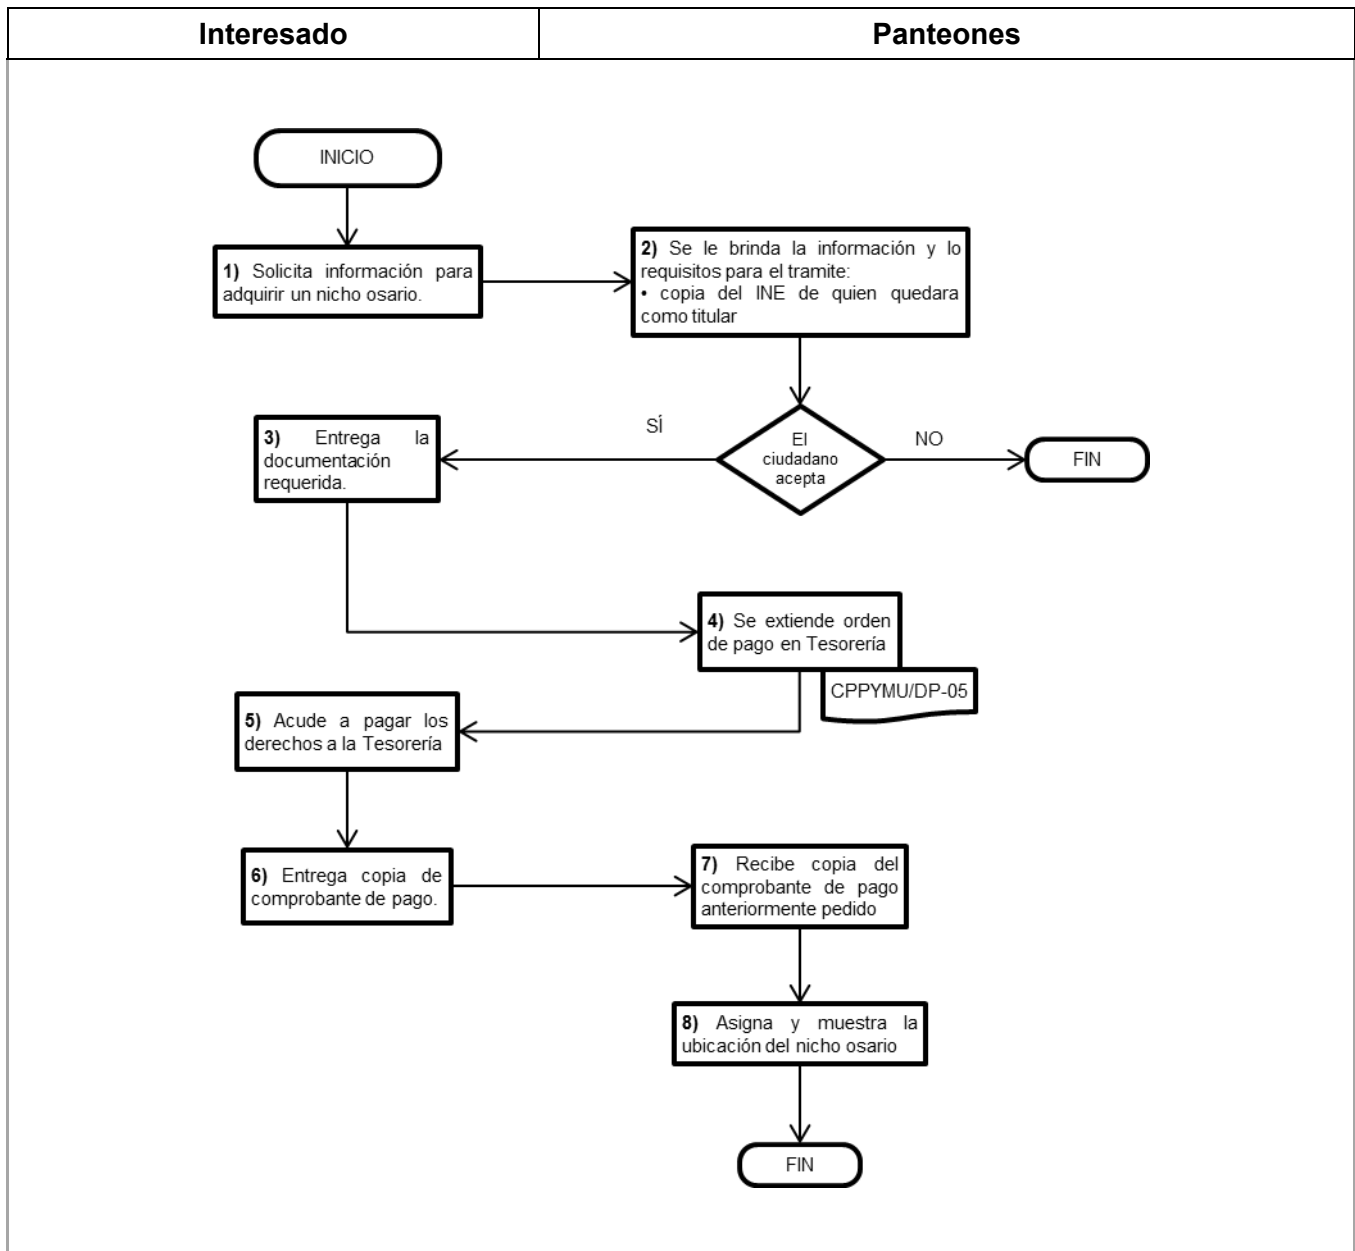 Interesado
Panteones
INICIO
1) Solicita información para
adquirir un nicho osario.
2) Se le brinda la información y lo
requisitos para el tramite:
• copia del INE de quien quedara
como titular
El
ciudadano
acepta
SÍ
NO
FIN
3) Entrega la
documentación
requerida.
4) Se extiende orden
de pago en Tesorería
CPPYMU/DP-05
5) Acude a pagar los
derechos a la Tesorería
6) Entrega copia de
comprobante de pago.
7) Recibe copia del
comprobante de pago
anteriormente pedido
8) Asigna y muestra la
ubicación del nicho osario
FIN